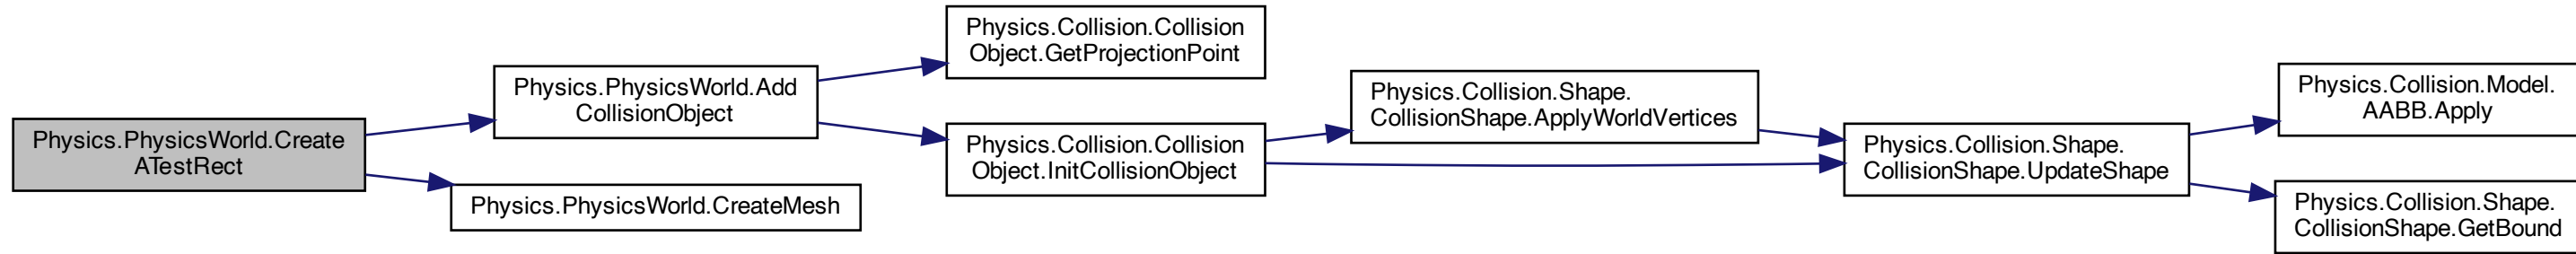 Physics.PhysicsWorld.Create
ATestRect
Physics.PhysicsWorld.Add
CollisionObject
Physics.PhysicsWorld.CreateMesh
Physics.Collision.Collision
Object.GetProjectionPoint
Physics.Collision.Collision
Object.InitCollisionObject
Physics.Collision.Shape.
CollisionShape.ApplyWorldVertices
Physics.Collision.Shape.
CollisionShape.UpdateShape
Physics.Collision.Model.
AABB.Apply
Physics.Collision.Shape.
CollisionShape.GetBound